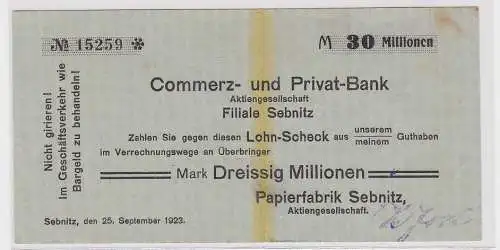 № 15259 ✻
M 30 Millionen
Nicht girieren!
Im Geschäftsverkehr wie
Bargeld zu behandeln!
Commerz- und Privat-Bank
Aktiengesellschaft
Filiale Sebnitz
Zahlen Sie gegen diesen Lohn-Scheck aus unserem meinem Guthaben
im Verrechnungswege an Überbringer
Mark Dreissig Millionen
Papierfabrik Sebnitz,
Aktiengesellschaft.
Sebnitz, den 25. September 1923.